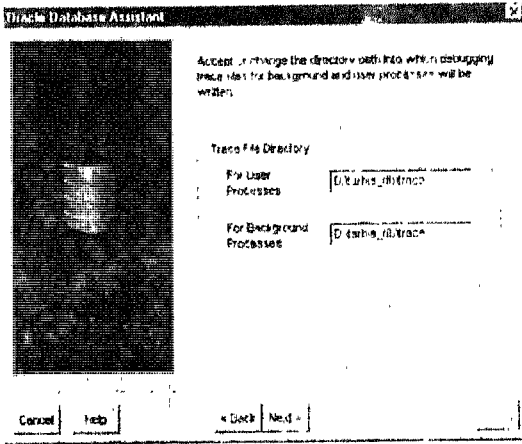 Oracle Database Assistant
Accept or change the directory path into which debugging
trace files for background and user processes will be
written.
Trace File Directory
For User
Processes
For Background
Processes
Cancel
Help
< Back
Next >